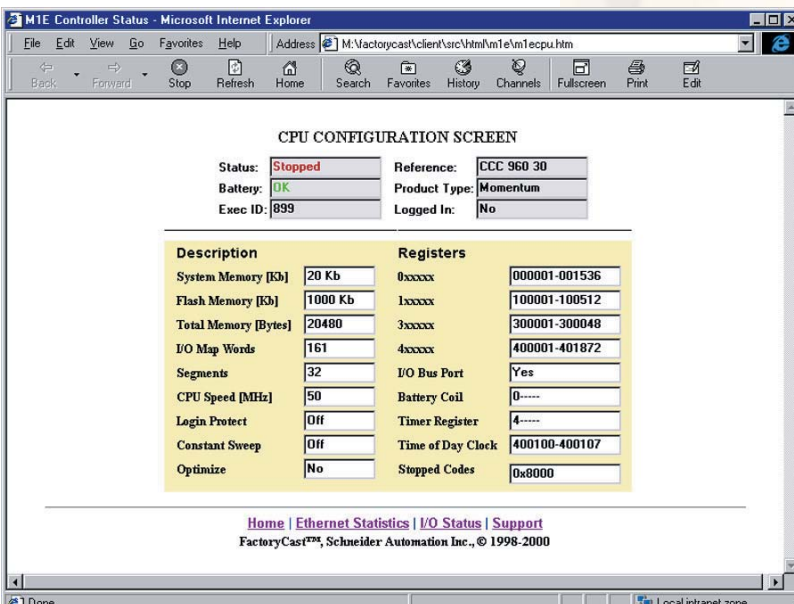 M1E Controller Status - Microsoft Internet Explorer
File Edit View Go Favorites Help Address M:\factorycast\client\src\html\m1e\m1ecpu.htm
Back Forward Stop Refresh Home Search Favorites History Channels Fullscreen Print Edit
CPU CONFIGURATION SCREEN
Status: Stopped Reference: CCC 960 30
Battery: OK Product Type: Momentum
Exec ID: 899 Logged In: No
Description Registers
System Memory [Kb] 20 Kb 0xxxxx 000001-001536
Flash Memory [Kb] 1000 Kb 1xxxxx 100001-100512
Total Memory [Bytes] 20480 3xxxxx 300001-300048
I/O Map Words 161 4xxxxx 400001-401872
Segments 32 I/O Bus Port Yes
CPU Speed [MHz] 50 Battery Coil 0-----
Login Protect Off Timer Register 4-----
Constant Sweep Off Time of Day Clock 400100-400107
Optimize No Stopped Codes 0x8000
Home | Ethernet Statistics | I/O Status | Support
FactoryCast™, Schneider Automation Inc., © 1998-2000
Done Local intranet zone